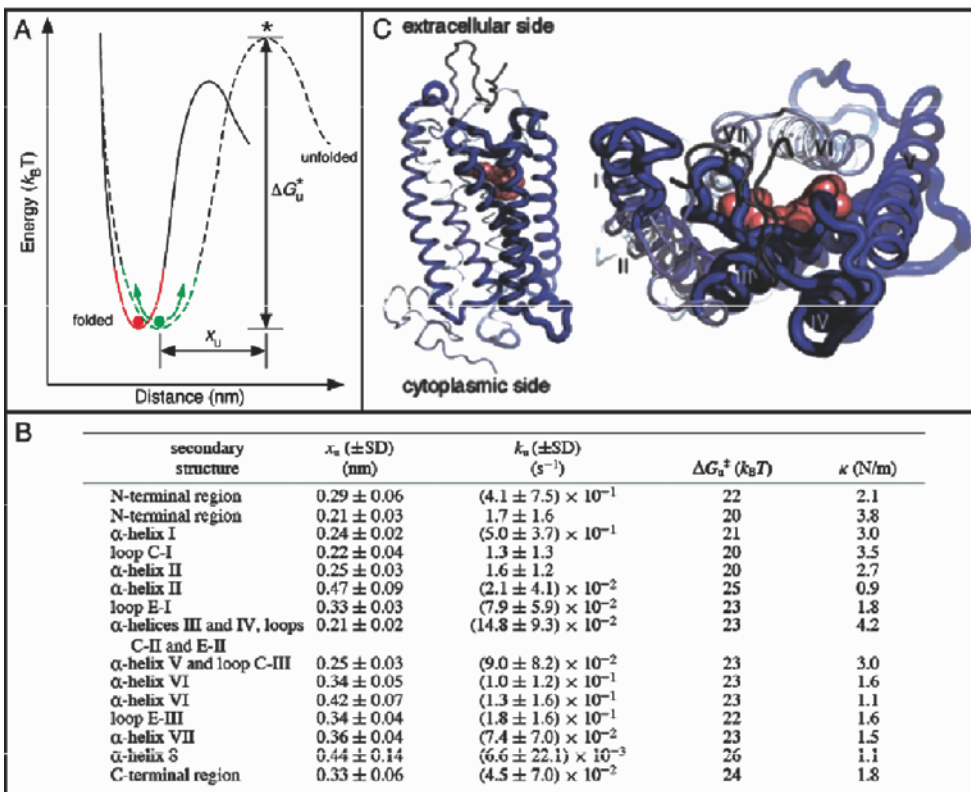 A
Energy (k_BT)
*
unfolded
ΔG*_u
folded
x_u
Distance (nm)
C
extracellular side
cytoplasmic side
VII
VI
V
I
II
III
IV
B
secondary structure x_u (±SD) (nm) k_u (±SD) (s⁻¹) ΔG_u‡ (k_BT) κ (N/m)
N-terminal region 0.29 ± 0.06 (4.1 ± 7.5) × 10⁻¹ 22 2.1
N-terminal region 0.21 ± 0.03 1.7 ± 1.6 20 3.8
α-helix I 0.24 ± 0.02 (5.0 ± 3.7) × 10⁻¹ 21 3.0
loop C-I 0.22 ± 0.04 1.3 ± 1.3 20 3.5
α-helix II 0.25 ± 0.03 1.6 ± 1.2 20 2.7
α-helix II 0.47 ± 0.09 (2.1 ± 4.1) × 10⁻² 25 0.9
loop E-I 0.33 ± 0.03 (7.9 ± 5.9) × 10⁻² 23 1.8
α-helices III and IV, loops 0.21 ± 0.02 (14.8 ± 9.3) × 10⁻² 23 4.2
C-II and E-II
α-helix V and loop C-III 0.25 ± 0.03 (9.0 ± 8.2) × 10⁻² 23 3.0
α-helix VI 0.34 ± 0.05 (1.0 ± 1.2) × 10⁻¹ 23 1.6
α-helix VI 0.42 ± 0.07 (1.3 ± 1.6) × 10⁻¹ 23 1.1
loop E-III 0.34 ± 0.04 (1.8 ± 1.6) × 10⁻¹ 22 1.6
α-helix VII 0.36 ± 0.04 (7.4 ± 7.0) × 10⁻² 23 1.5
α-helix 8 0.44 ± 0.14 (6.6 ± 22.1) × 10⁻³ 26 1.1
C-terminal region 0.33 ± 0.06 (4.5 ± 7.0) × 10⁻² 24 1.8